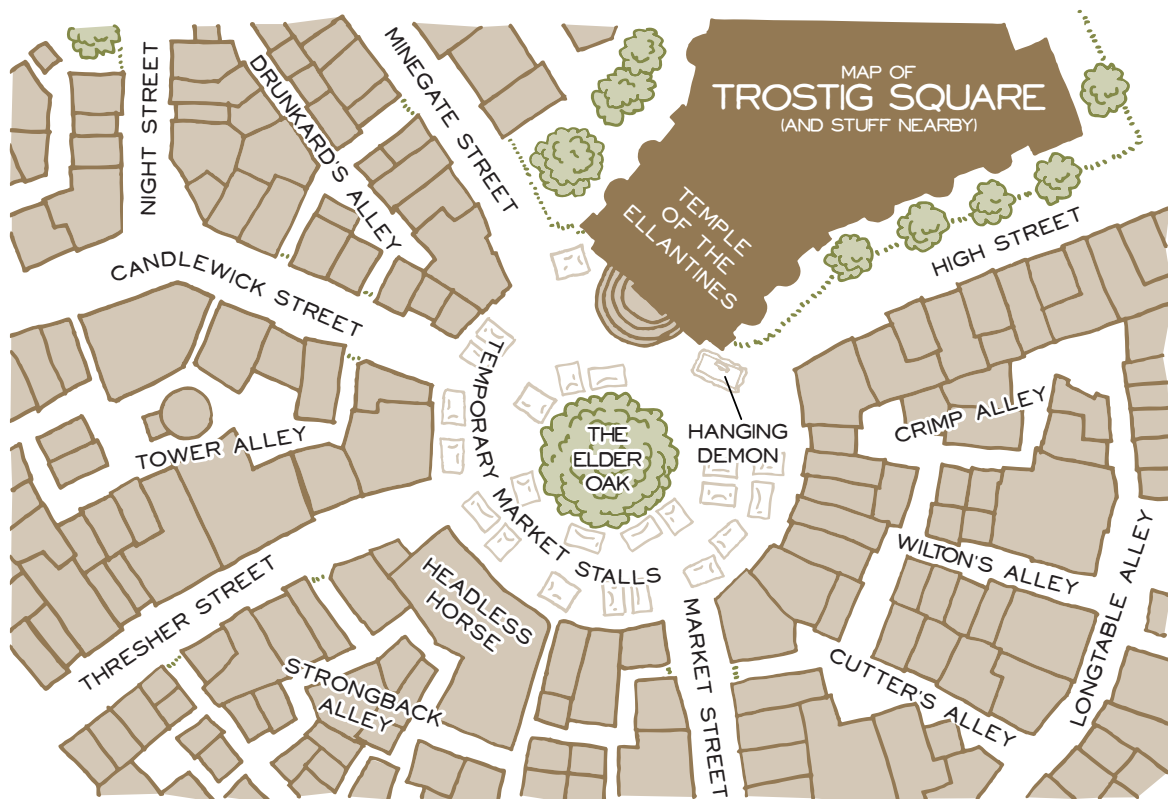 MAP OF
TROSTIG SQUARE
(AND STUFF NEARBY)
NIGHT STREET
DRUNKARD'S ALLEY
MINEGATE STREET
TEMPLE
OF THE
ELLANTINES
HIGH STREET
CANDLEWICK STREET
TEMPORARY MARKET STALLS
THE
ELDER
OAK
HANGING
DEMON
CRIMP ALLEY
TOWER ALLEY
WILTON'S ALLEY
LONGTABLE ALLEY
THRESHER STREET
HEADLESS
HORSE
STRONGBACK
ALLEY
MARKET STREET
CUTTER'S ALLEY